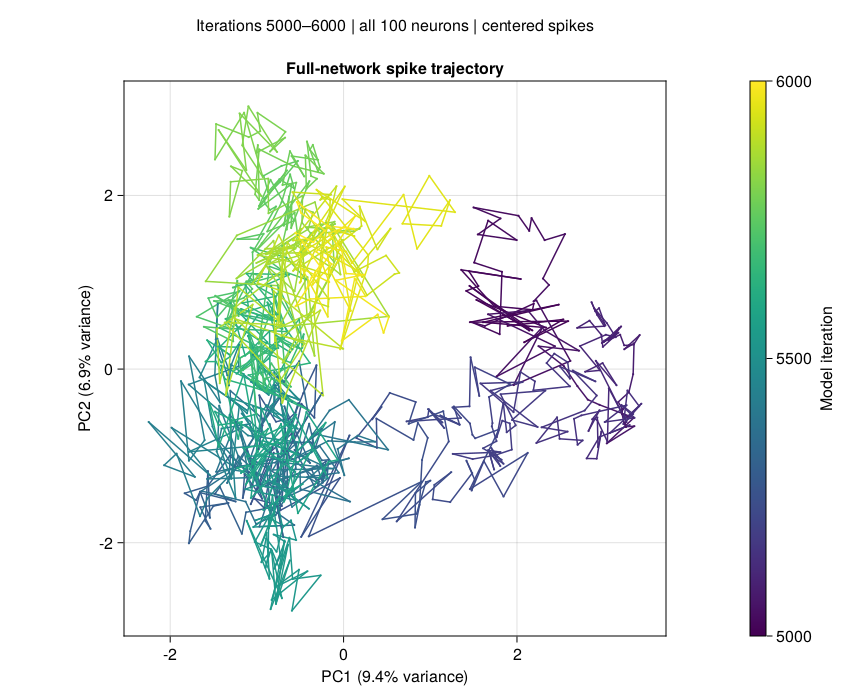 Iterations 5000–6000 | all 100 neurons | centered spikes
Full-network spike trajectory
6000
5500
5000
Model iteration
2
0
-2
PC2 (6.9% variance)
-2
0
2
PC1 (9.4% variance)